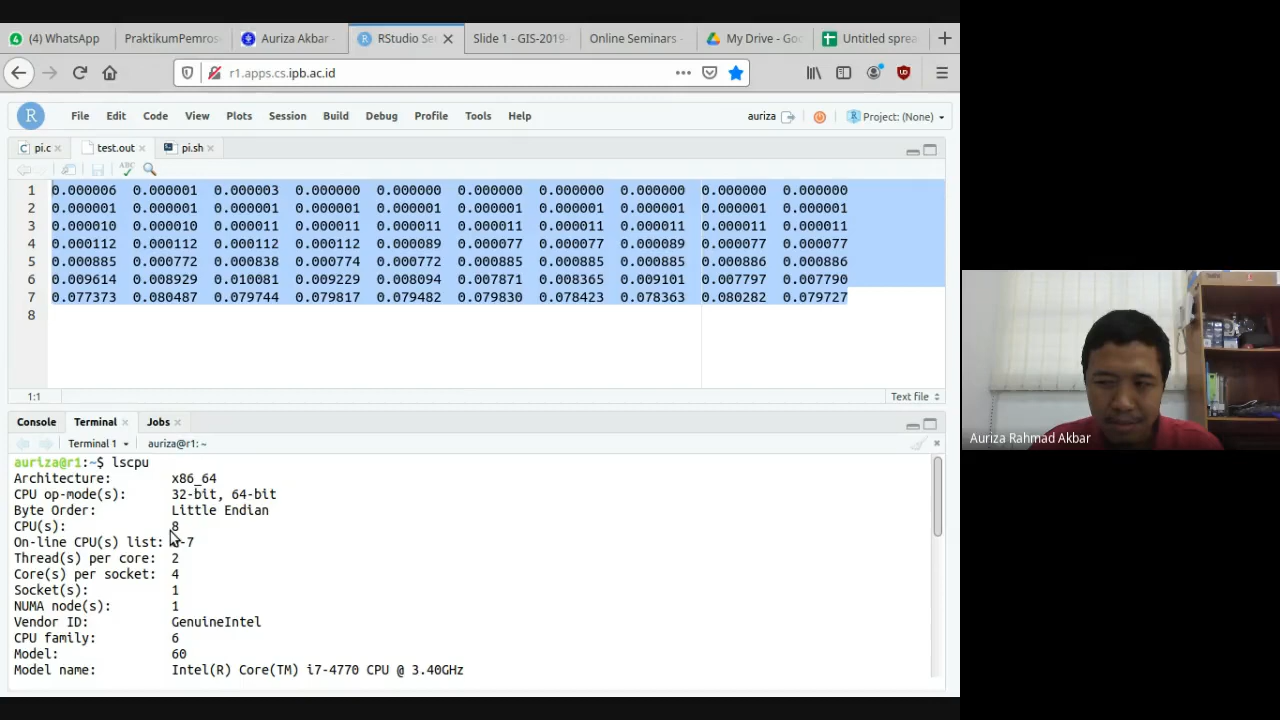 (4) WhatsApp PraktikumPemros Auriza Akbar - RStudio Se Slide 1 - GIS-2019- Online Seminars - My Drive - Goo Untitled sprea
r1.apps.cs.ipb.ac.id
File Edit Code View Plots Session Build Debug Profile Tools Help auriza Project: (None)
pi.c test.out pi.sh
1 0.000006 0.000001 0.000003 0.000000 0.000000 0.000000 0.000000 0.000000 0.000000 0.000000
2 0.000001 0.000001 0.000001 0.000001 0.000001 0.000001 0.000001 0.000001 0.000001 0.000001
3 0.000010 0.000010 0.000011 0.000011 0.000011 0.000011 0.000011 0.000011 0.000011 0.000011
4 0.000112 0.000112 0.000112 0.000112 0.000089 0.000077 0.000077 0.000089 0.000077 0.000077
5 0.000885 0.000772 0.000838 0.000774 0.000772 0.000885 0.000885 0.000885 0.000886 0.000886
6 0.009614 0.008929 0.010081 0.009229 0.008094 0.007871 0.008365 0.009101 0.007797 0.007790
7 0.077373 0.080487 0.079744 0.079817 0.079482 0.079830 0.078423 0.078363 0.080282 0.079727
8
1:1 Text file
Console Terminal Jobs
Terminal 1 auriza@r1: ~
auriza@r1:~$ lscpu
Architecture: x86_64
CPU op-mode(s): 32-bit, 64-bit
Byte Order: Little Endian
CPU(s): 8
On-line CPU(s) list: -7
Thread(s) per core: 2
Core(s) per socket: 4
Socket(s): 1
NUMA node(s): 1
Vendor ID: GenuineIntel
CPU family: 6
Model: 60
Model name: Intel(R) Core(TM) i7-4770 CPU @ 3.40GHz
Auriza Rahmad Akbar